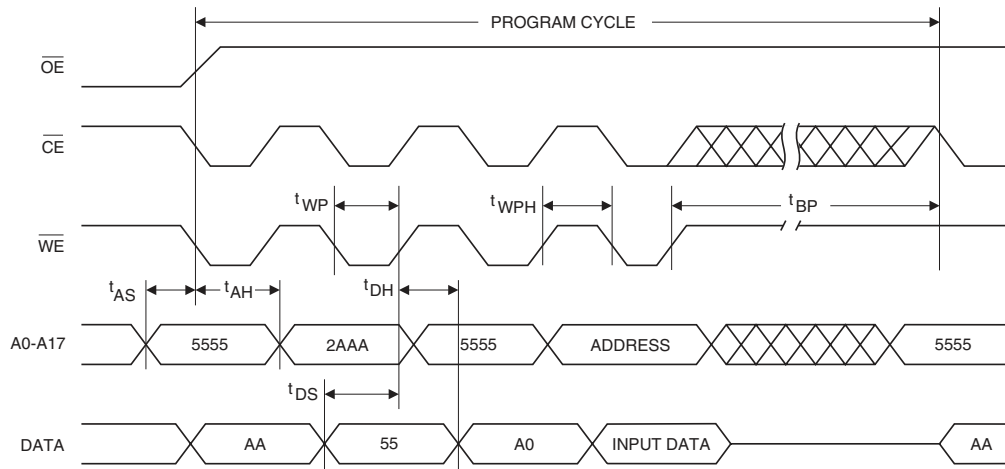 PROGRAM CYCLE
OE
CE
tWP
tWPH
tBP
WE
tAS
tAH
tDH
A0-A17
5555
2AAA
5555
ADDRESS
5555
tDS
DATA
AA
55
A0
INPUT DATA
AA